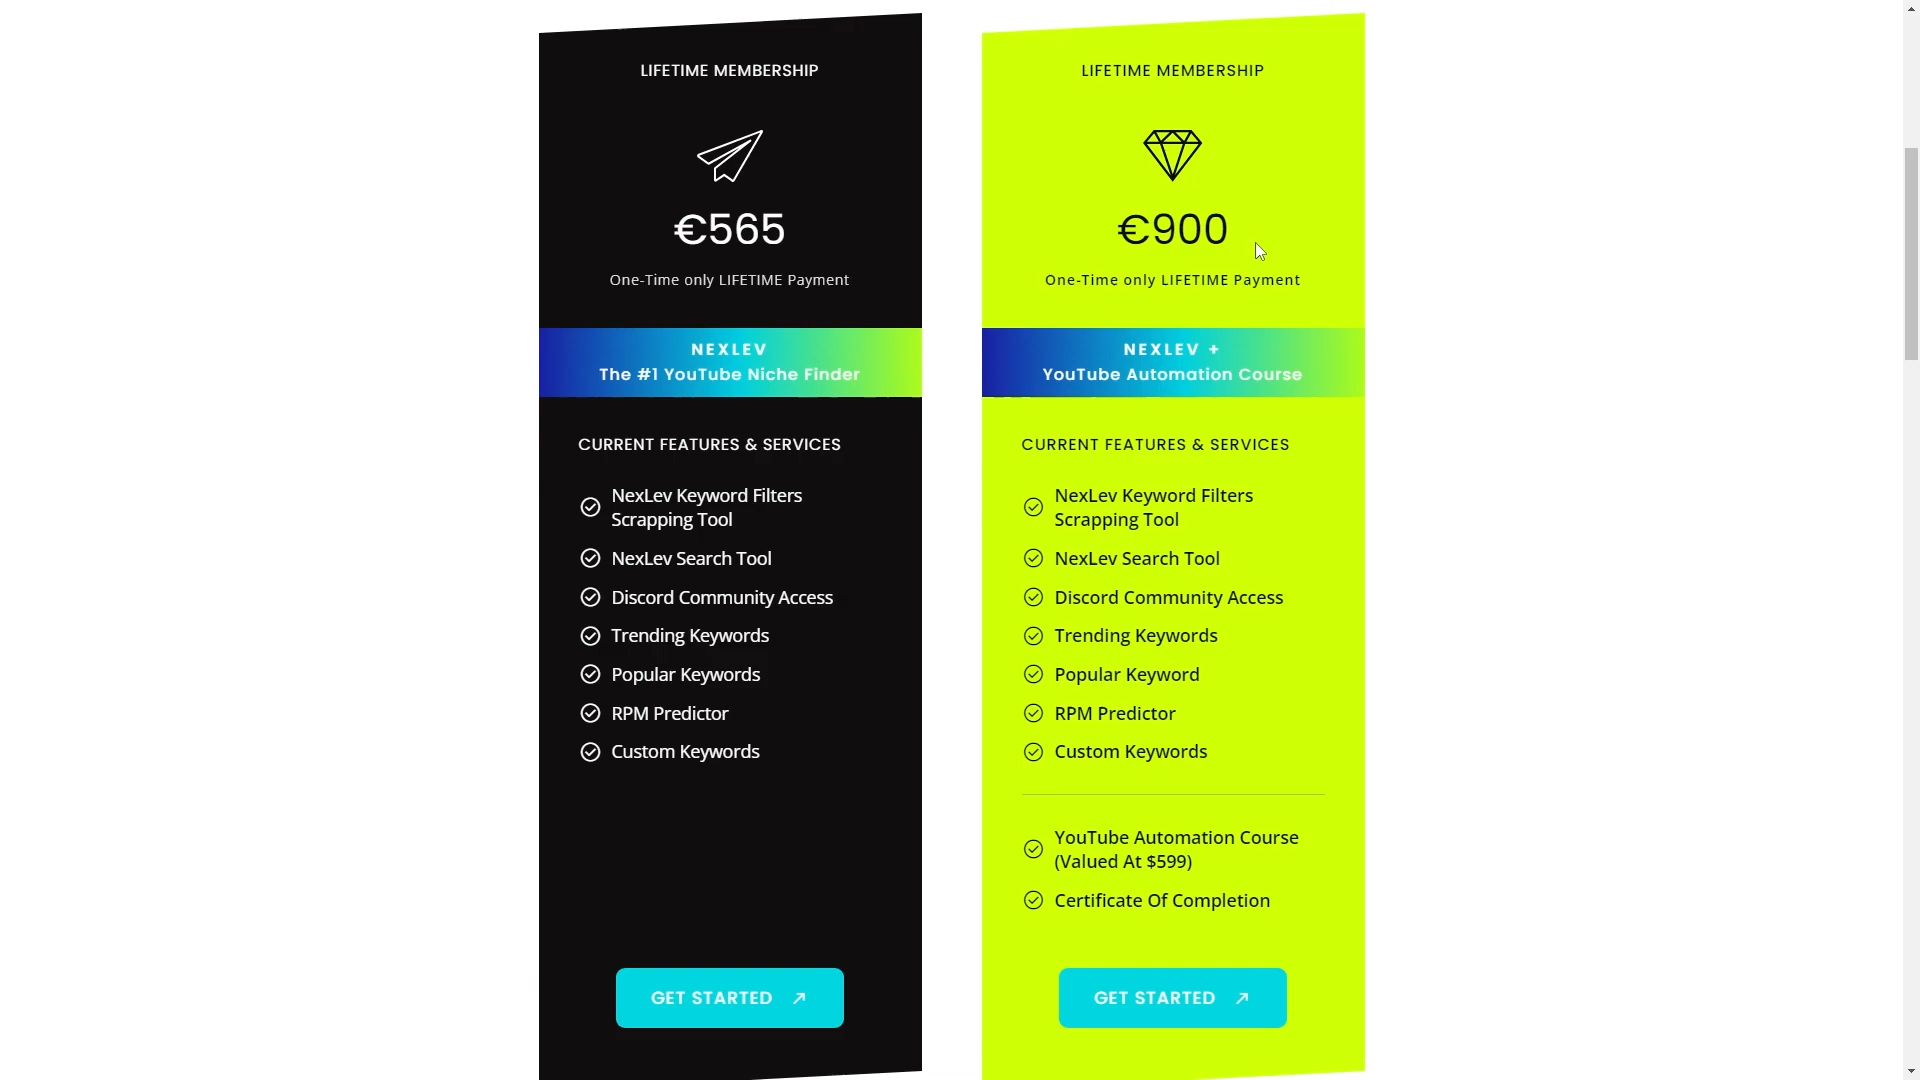 LIFETIME MEMBERSHIP
€565
One-Time only LIFETIME Payment
NEXLEV
The #1 YouTube Niche Finder
CURRENT FEATURES & SERVICES
NexLev Keyword Filters
Scrapping Tool
NexLev Search Tool
Discord Community Access
Trending Keywords
Popular Keywords
RPM Predictor
Custom Keywords
GET STARTED
LIFETIME MEMBERSHIP
€900
One-Time only LIFETIME Payment
NEXLEV +
YouTube Automation Course
CURRENT FEATURES & SERVICES
NexLev Keyword Filters
Scrapping Tool
NexLev Search Tool
Discord Community Access
Trending Keywords
Popular Keyword
RPM Predictor
Custom Keywords
YouTube Automation Course
(Valued At $599)
Certificate Of Completion
GET STARTED